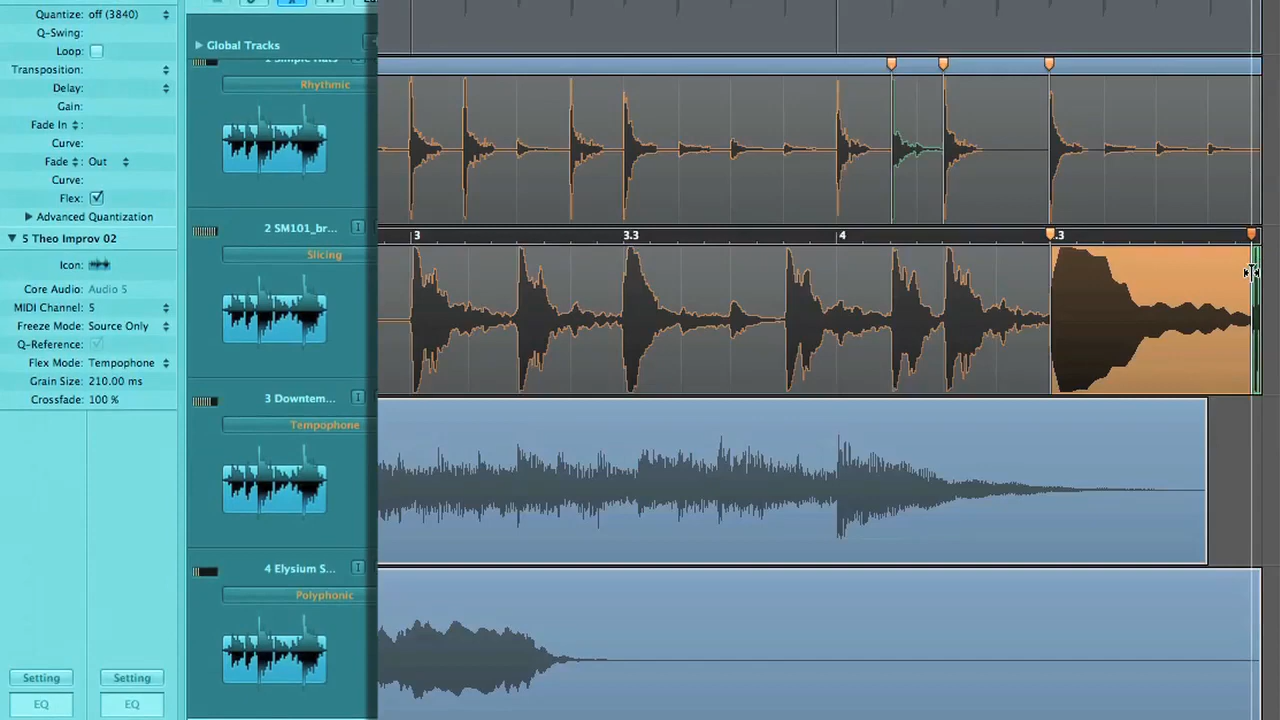 Quantize: off (3840)
Q-Swing:
Loop:
Transposition:
Delay:
Gain:
Fade In :
Curve:
Fade : Out
Curve:
Flex:
Advanced Quantization
5 Theo Improv 02
Icon:
Core Audio: Audio 5
MIDI Channel: 5
Freeze Mode: Source Only
Q-Reference:
Flex Mode: Tempophone
Grain Size: 210.00 ms
Crossfade: 100 %
Setting Setting
EQ EQ
Global Tracks
1 Simple Hats
Rhythmic
2 SM101_br... I
Slicing
3 Downtem... I
Tempophone
4 Elysium S... I
Polyphonic
3 3.3 4 .3